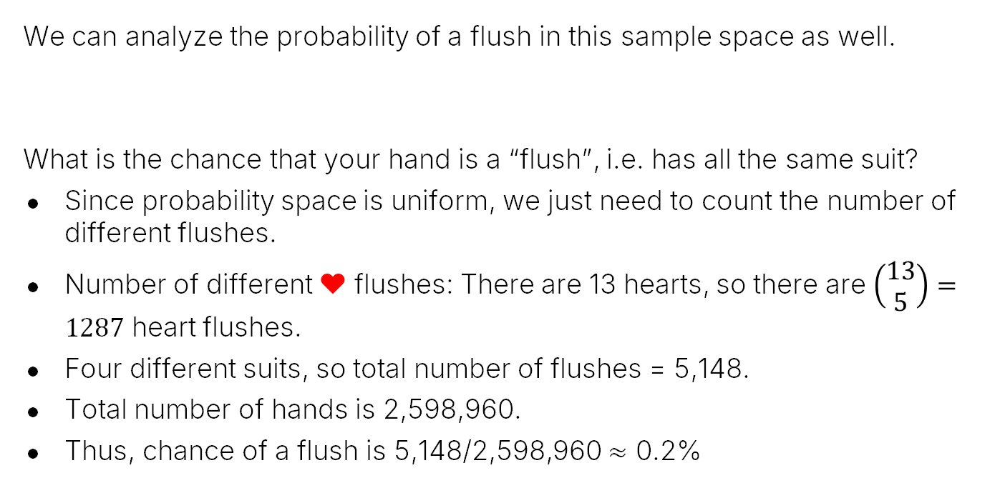 We can analyze the probability of a flush in this sample space as well.
What is the chance that your hand is a “flush”, i.e. has all the same suit?
● Since probability space is uniform, we just need to count the number of
different flushes.
● Number of different ♥ flushes: There are 13 hearts, so there are (13 5) =
1287 heart flushes.
● Four different suits, so total number of flushes = 5,148.
● Total number of hands is 2,598,960.
● Thus, chance of a flush is 5,148/2,598,960 ≈ 0.2%